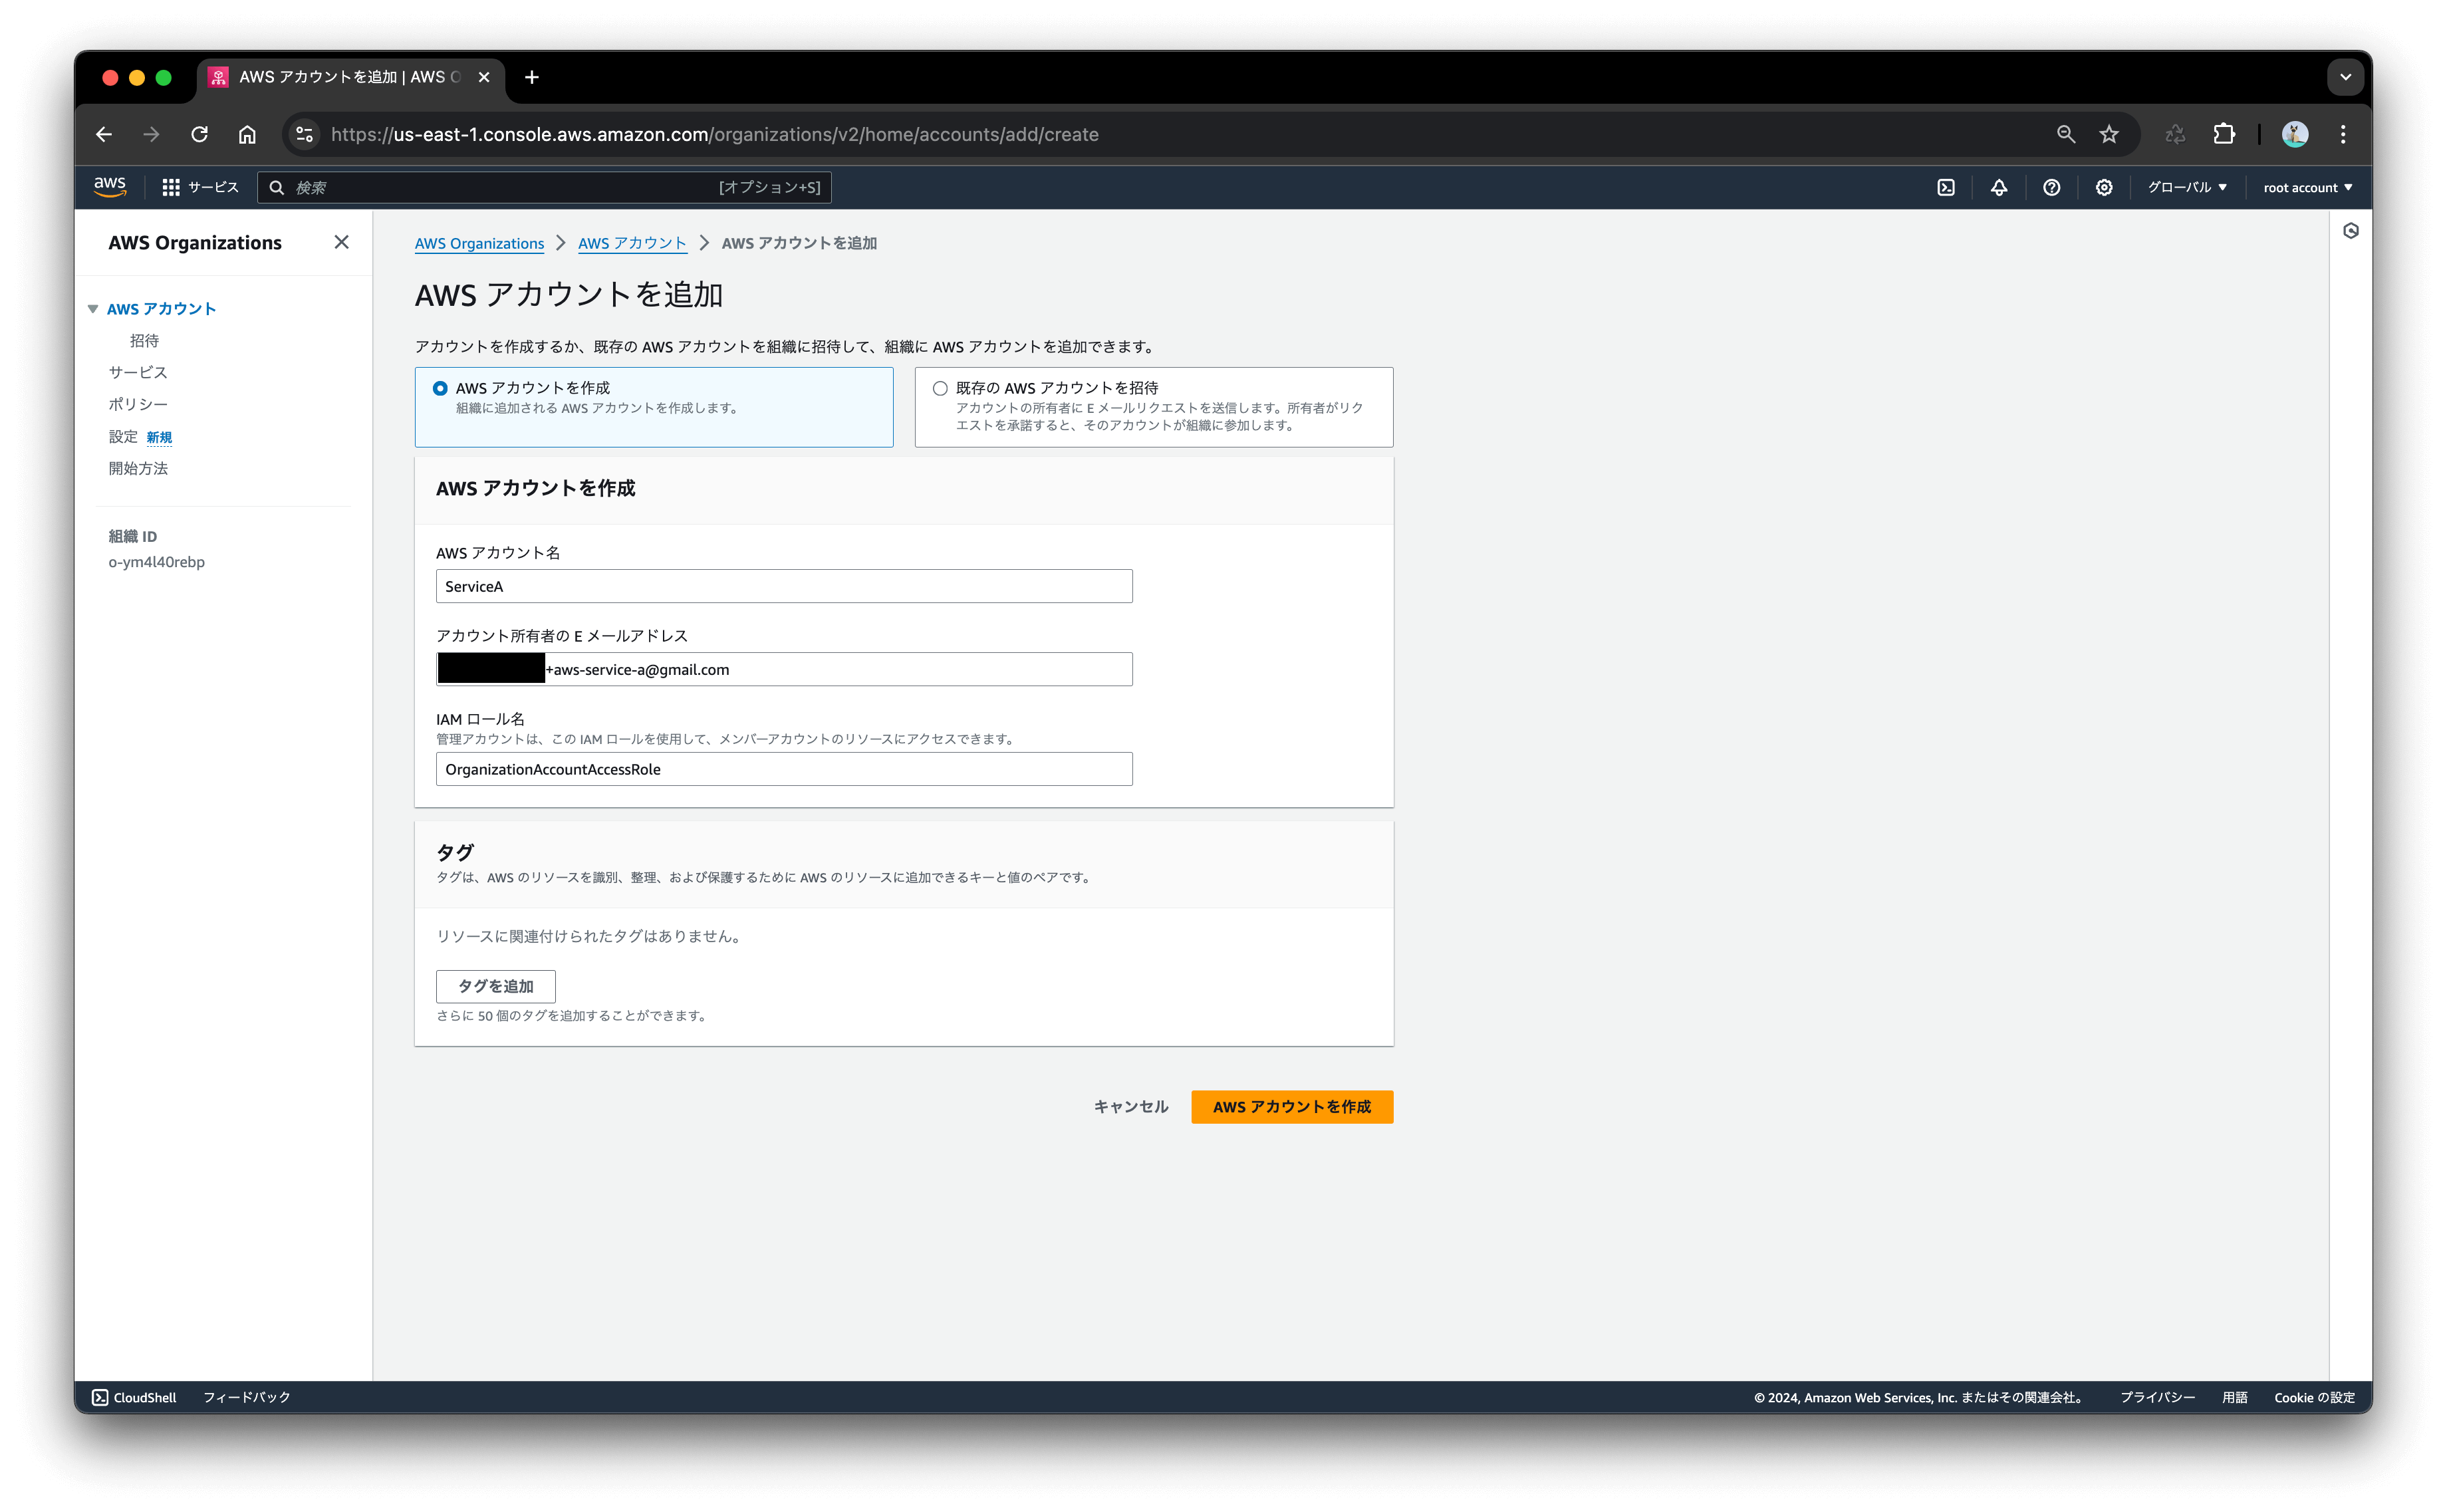 AWS アカウントを追加 | AWS O
https://us-east-1.console.aws.amazon.com/organizations/v2/home/accounts/add/create
aws サービス 検索 [オプション+S] グローバル root account
AWS Organizations
AWS アカウント
招待
サービス
ポリシー
設定 新規
開始方法
組織 ID
o-ym4l40rebp
AWS Organizations > AWS アカウント > AWS アカウントを追加
AWS アカウントを追加
アカウントを作成するか、既存の AWS アカウントを組織に招待して、組織に AWS アカウントを追加できます。
AWS アカウントを作成
組織に追加される AWS アカウントを作成します。
既存の AWS アカウントを招待
アカウントの所有者に E メールリクエストを送信します。所有者がリク
エストを承諾すると、そのアカウントが組織に参加します。
AWS アカウントを作成
AWS アカウント名
ServiceA
アカウント所有者の E メールアドレス
+aws-service-a@gmail.com
IAM ロール名
管理アカウントは、この IAM ロールを使用して、メンバーアカウントのリソースにアクセスできます。
OrganizationAccountAccessRole
タグ
タグは、AWS のリソースを識別、整理、および保護するために AWS のリソースに追加できるキーと値のペアです。
リソースに関連付けられたタグはありません。
タグを追加
さらに 50 個のタグを追加することができます。
キャンセル AWS アカウントを作成
CloudShell フィードバック © 2024, Amazon Web Services, Inc. またはその関連会社。 プライバシー 用語 Cookie の設定